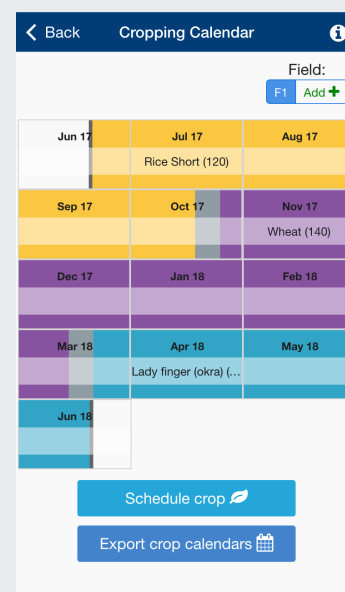 Back Cropping Calendar
Field:
F1 Add
Jun 17 Jul 17 Aug 17
Rice Short (120)
Sep 17 Oct 17 Nov 17
Wheat (140)
Dec 17 Jan 18 Feb 18
Mar 18 Apr 18 May 18
Lady finger (okra) (...
Jun 18
Schedule crop
Export crop calendars